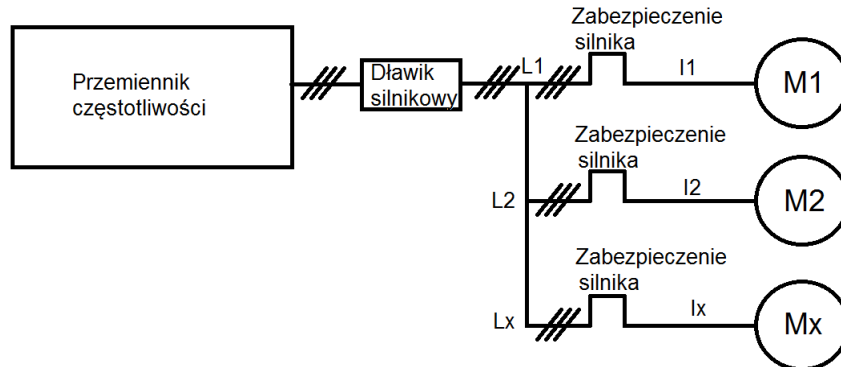 Przemiennik
częstotliwości
Dławik
silnikowy
L1
Zabezpieczenie
silnika
I1
M1
Zabezpieczenie
silnika
L2
I2
M2
Zabezpieczenie
silnika
Lx
Ix
Mx